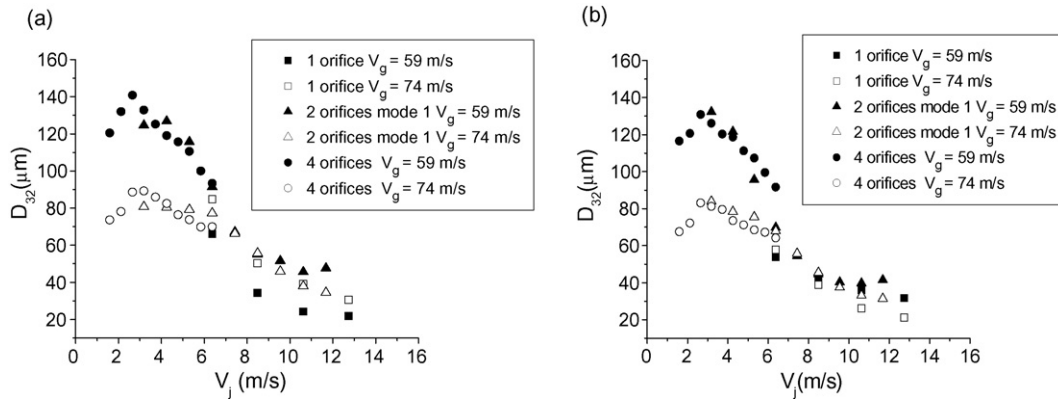 (a)
D32(μm)
160
140
120
100
80
60
40
20
0 2 4 6 8 10 12 14 16
Vj (m/s)
1 orifice Vg = 59 m/s
1 orifice Vg = 74 m/s
2 orifices mode 1 Vg = 59 m/s
2 orifices mode 1 Vg = 74 m/s
4 orifices Vg = 59 m/s
4 orifices Vg = 74 m/s
(b)
D32(μm)
160
140
120
100
80
60
40
20
0 2 4 6 8 10 12 14 16
Vj(m/s)
1 orifice Vg = 59 m/s
1 orifice Vg = 74 m/s
2 orifices mode 1 Vg = 59 m/s
2 orifices mode 1 Vg = 74 m/s
4 orifices Vg = 59 m/s
4 orifices Vg = 74 m/s